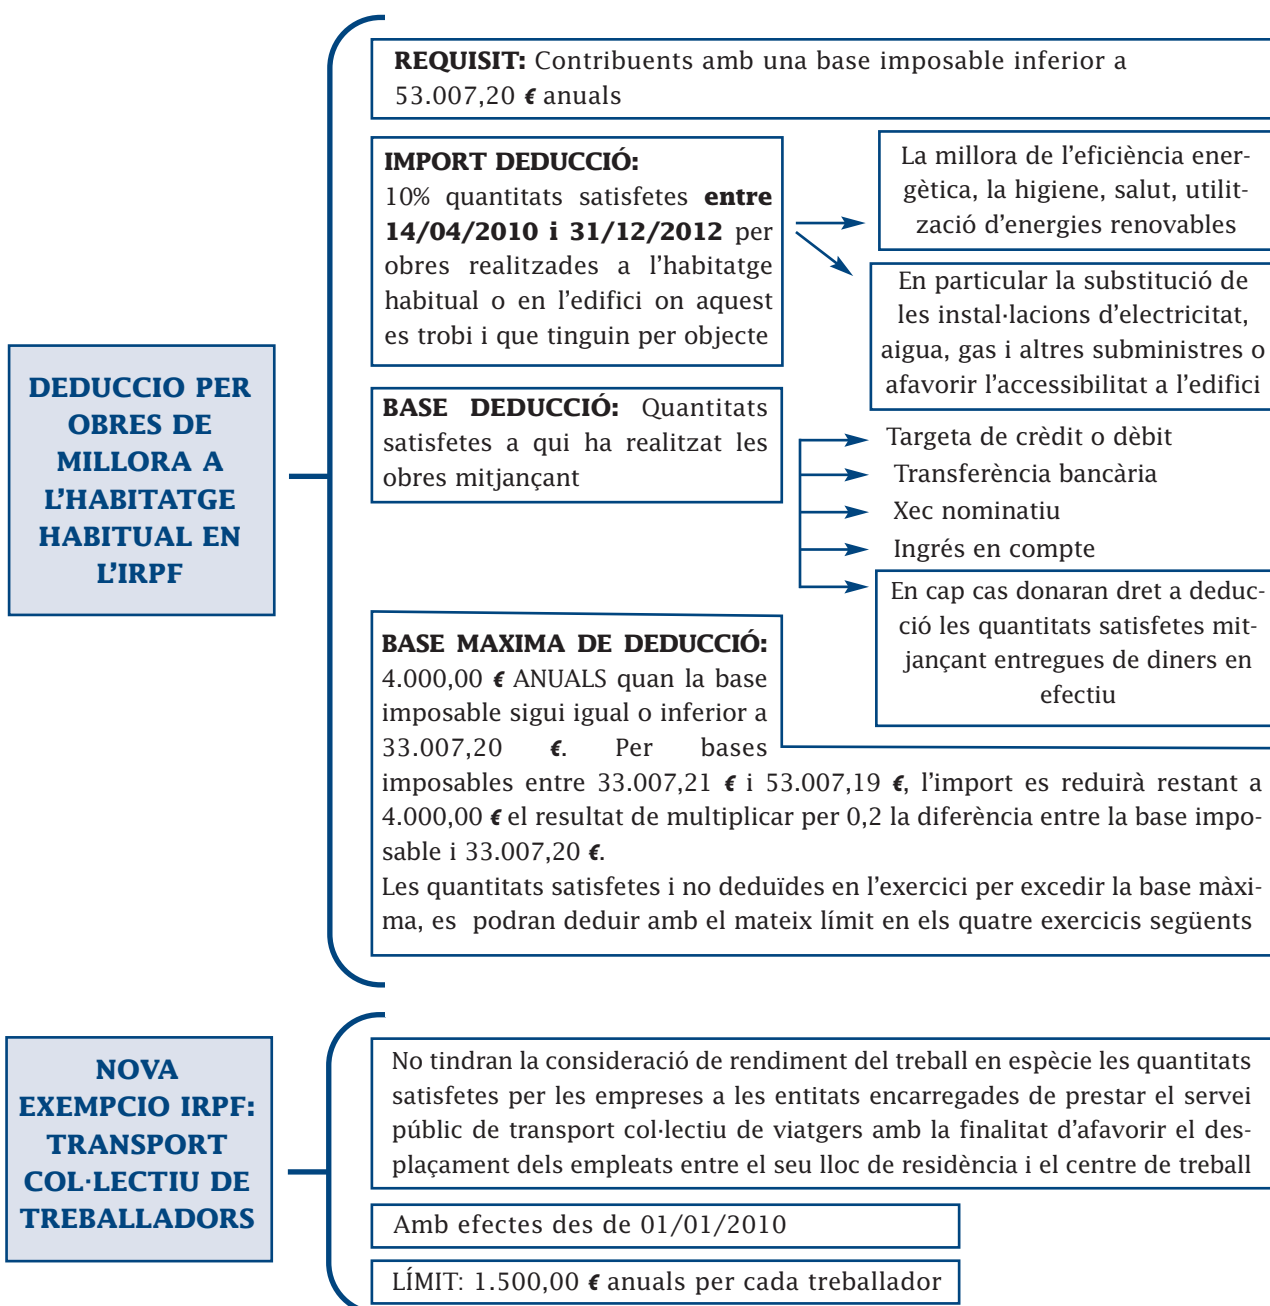 DEDUCCIO PER
OBRES DE
MILLORA A
L'HABITATGE
HABITUAL EN
L'IRPF
REQUISIT: Contribuents amb una base imposable inferior a
53.007,20 € anuals
IMPORT DEDUCCIÓ:
10% quantitats satisfetes entre
14/04/2010 i 31/12/2012 per
obres realitzades a l'habitatge
habitual o en l'edifici on aquest
es trobi i que tinguin per objecte
La millora de l'eficiència ener-
gètica, la higiene, salut, utilit-
zació d'energies renovables
En particular la substitució de
les instal·lacions d'electricitat,
aigua, gas i altres subministres o
afavorir l'accessibilitat a l'edifici
BASE DEDUCCIÓ: Quantitats
satisfetes a qui ha realitzat les
obres mitjançant
Targeta de crèdit o dèbit
Transferència bancària
Xec nominatiu
Ingrés en compte
En cap cas donaran dret a deduc-
ció les quantitats satisfetes mit-
jançant entregues de diners en
efectiu
BASE MAXIMA DE DEDUCCIÓ:
4.000,00 € ANUALS quan la base
imposable sigui igual o inferior a
33.007,20 €. Per bases
imposables entre 33.007,21 € i 53.007,19 €, l'import es reduirà restant a
4.000,00 € el resultat de multiplicar per 0,2 la diferència entre la base impo-
sable i 33.007,20 €.
Les quantitats satisfetes i no deduïdes en l'exercici per excedir la base màxi-
ma, es podran deduir amb el mateix límit en els quatre exercicis següents
NOVA
EXEMPCIO IRPF:
TRANSPORT
COL·LECTIU DE
TREBALLADORS
No tindran la consideració de rendiment del treball en espècie les quantitats
satisfetes per les empreses a les entitats encarregades de prestar el servei
públic de transport col·lectiu de viatgers amb la finalitat d'afavorir el des-
plaçament dels empleats entre el seu lloc de residència i el centre de treball
Amb efectes des de 01/01/2010
LÍMIT: 1.500,00 € anuals per cada treballador